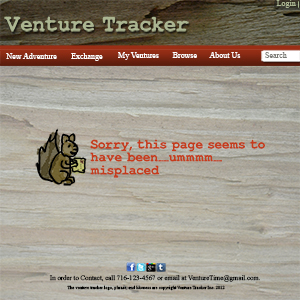 Login |
Venture Tracker
New Adventure Exchange My Ventures Browse About Us Search
Sorry, this page seems to
have been....ummmm....
misplaced
In order to Contact, call 716-123-4567 or email at VentureTime@gmail.com.
The venture tracker logo, plunder and likeness are copyright Venture Tracker Inc. 2012